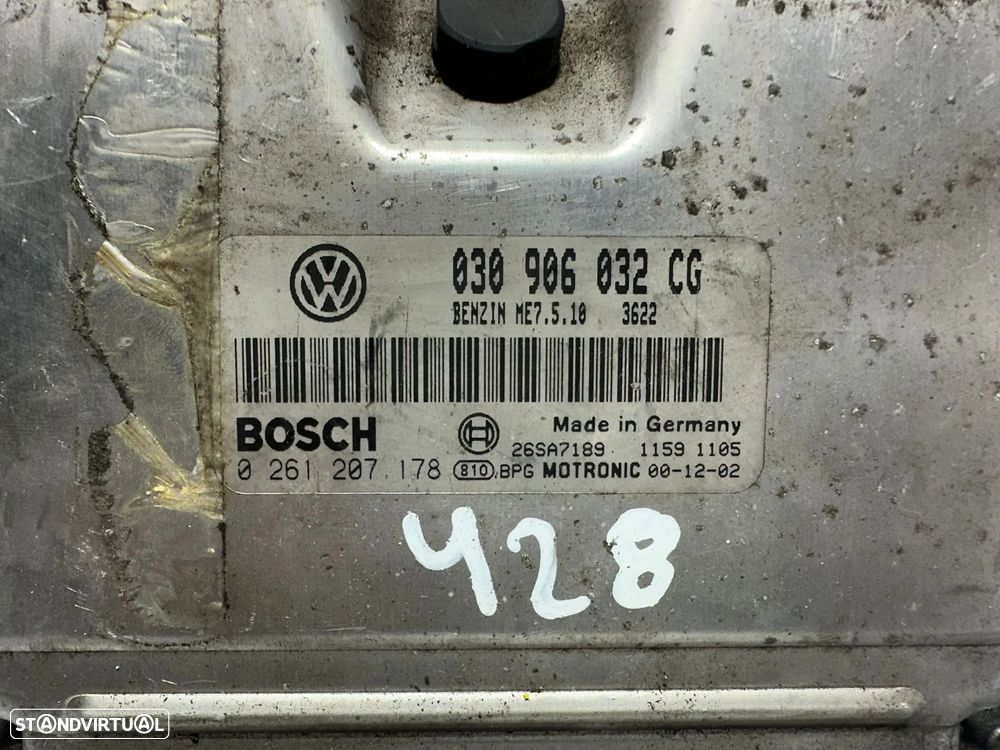 030 906 032 CG
BENZIN ME7.5.10 3622
BOSCH
Made in Germany
26SA7189 1159 1105
0 261 207 178 810 .BPG MOTRONIC 00-12-02
428
STANDVIRTUAL